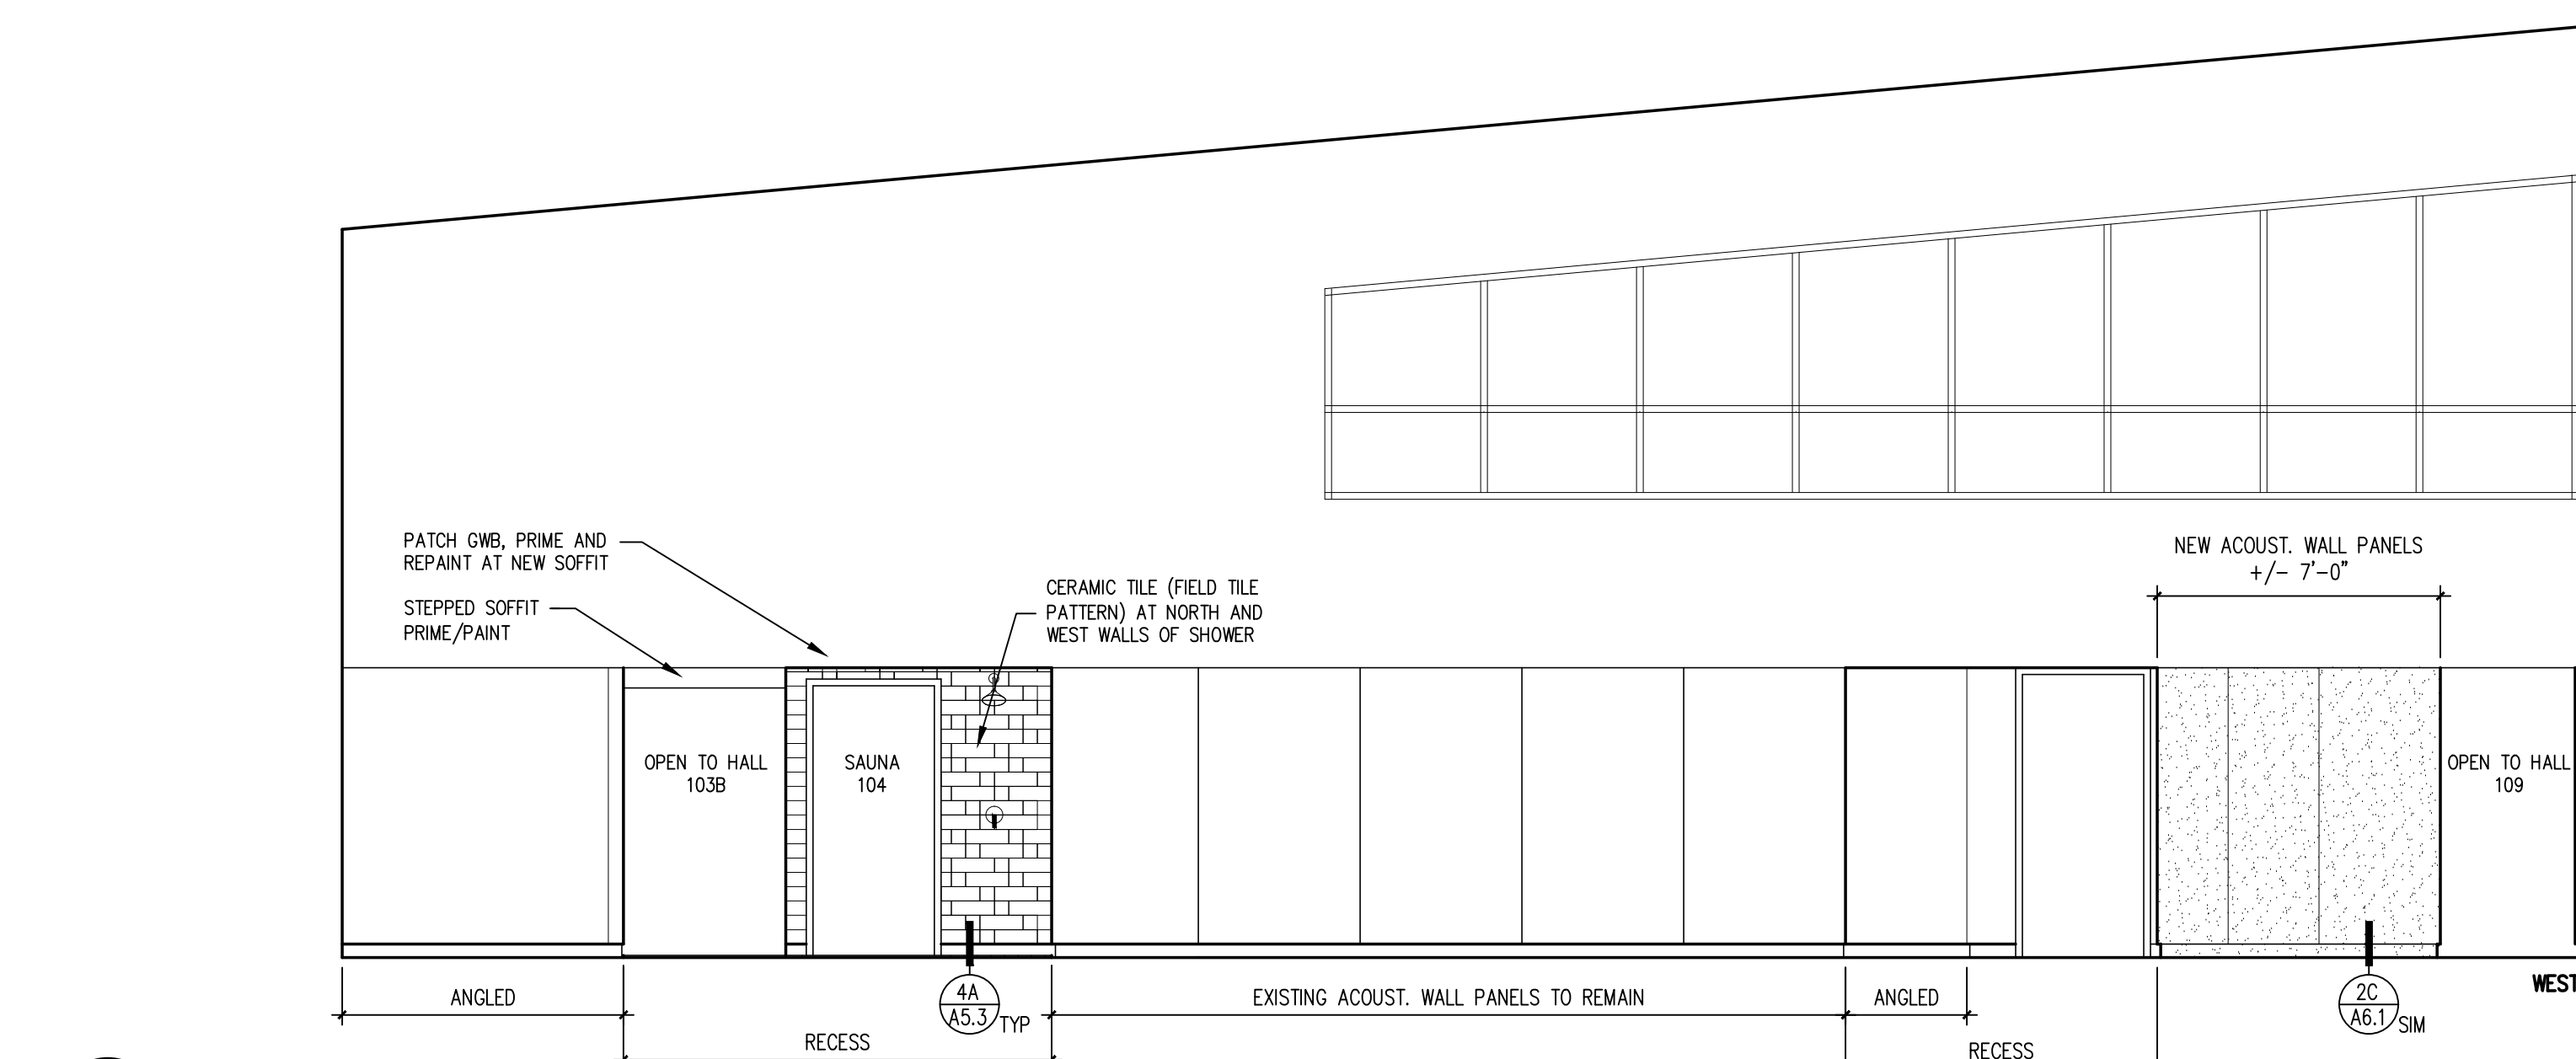 PATCH GWB, PRIME AND
REPAINT AT NEW SOFFIT
STEPPED SOFFIT
PRIME/PAINT
CERAMIC TILE (FIELD TILE
PATTERN) AT NORTH AND
WEST WALLS OF SHOWER
NEW ACOUST. WALL PANELS
+/- 7'-0"
OPEN TO HALL
103B
SAUNA
104
OPEN TO HALL
109
ANGLED
4A
A5.3
TYP
EXISTING ACOUST. WALL PANELS TO REMAIN
ANGLED
2C
A6.1
SIM
WEST
RECESS
RECESS